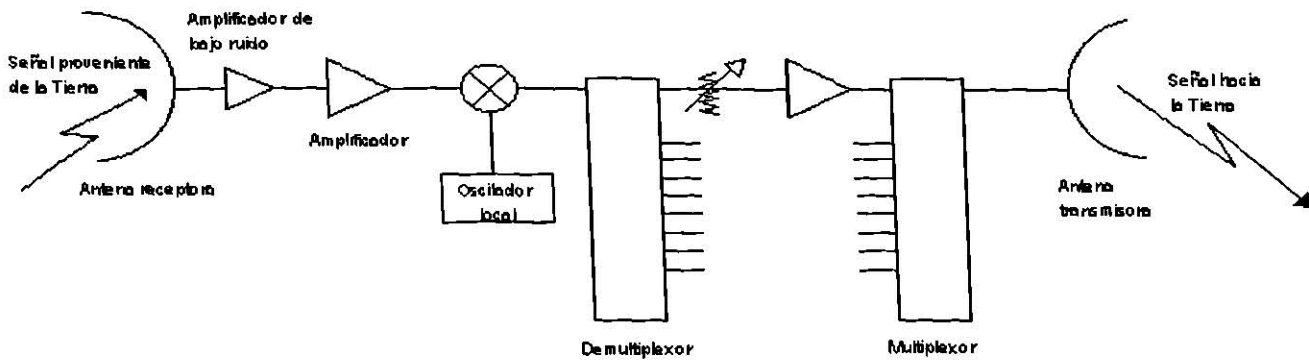 Amplificador de
bajo ruido
Señal proveniente
de la Tierra
Amplificador
Antena receptora
Oscilador
local
Demultiplexor
Multiplexor
Antena
transmisora
Señal hacia
la Tierra